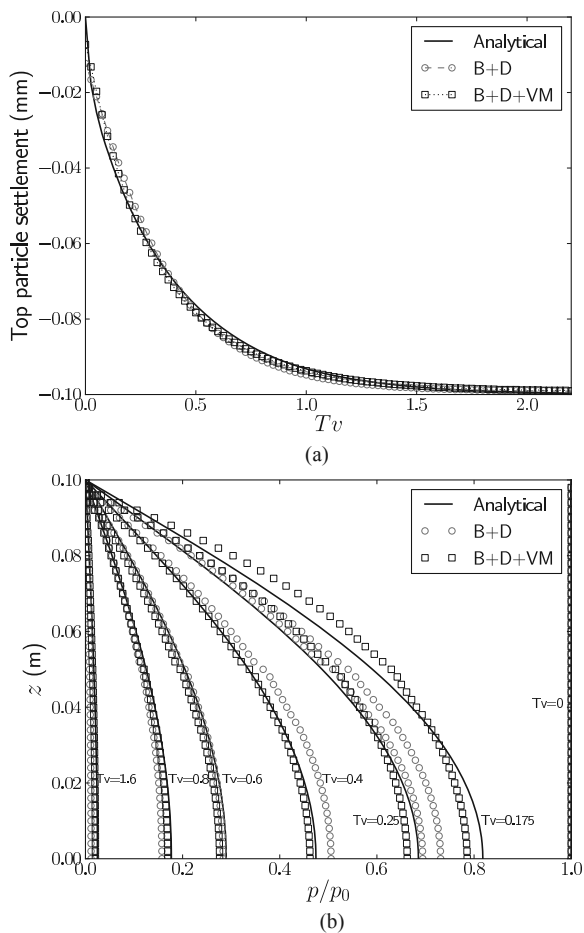 0.00
−0.02
−0.04
−0.06
−0.08
−0.10
Top particle settlement (mm)
Analytical
B+D
B+D+VM
0.0 0.5 1.0 1.5 2.0
Tv
(a)
0.10
0.08
0.06
0.04
0.02
0.00
z (m)
Analytical
B+D
B+D+VM
Tv=0
Tv=1.6 Tv=0.8 Tv=0.6 Tv=0.4
Tv=0.25 Tv=0.175
0.0 0.2 0.4 0.6 0.8 1.0
p/p0
(b)